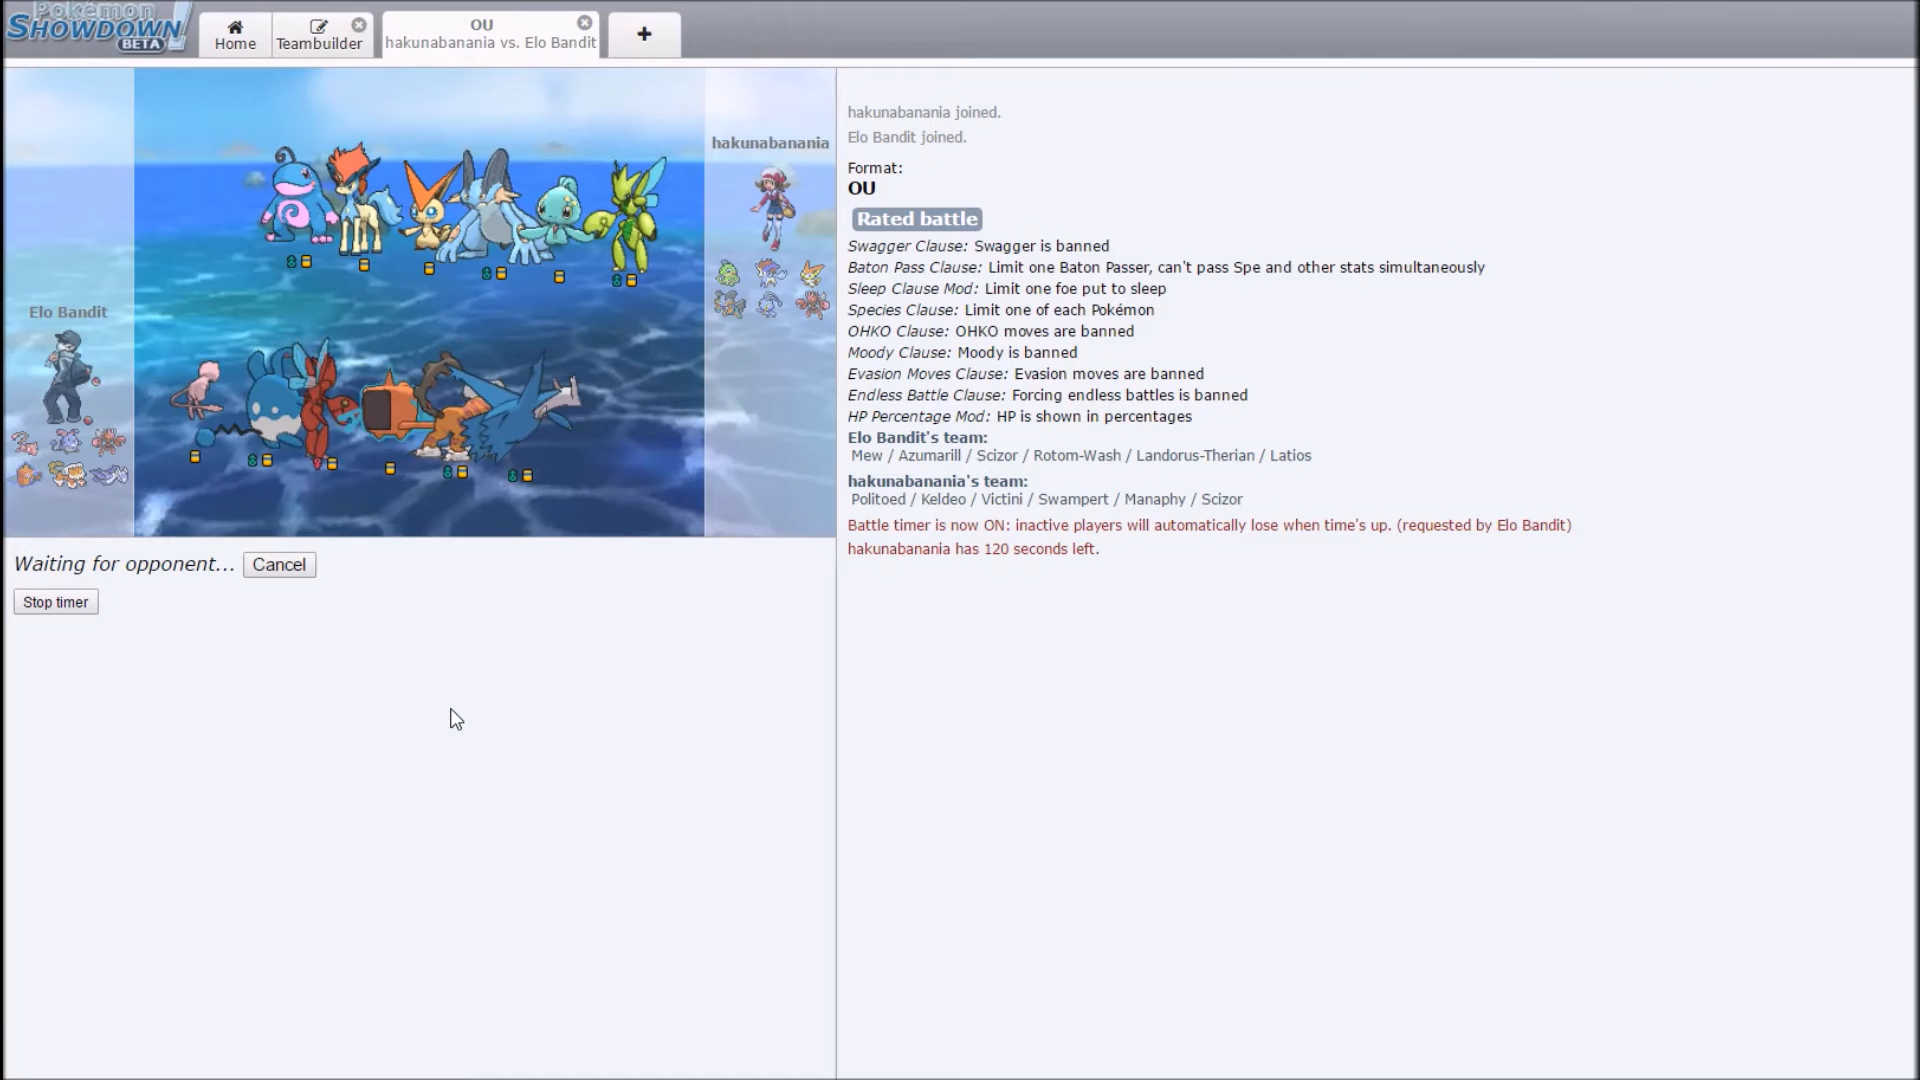 Pokémon
SHOWDOWN!
BETA
Home
Teambuilder
OU
hakunabanania vs. Elo Bandit
+
hakunabanania
Elo Bandit
hakunabanania joined.
Elo Bandit joined.
Format:
OU
Rated battle
Swagger Clause: Swagger is banned
Baton Pass Clause: Limit one Baton Passer, can't pass Spe and other stats simultaneously
Sleep Clause Mod: Limit one foe put to sleep
Species Clause: Limit one of each Pokémon
OHKO Clause: OHKO moves are banned
Moody Clause: Moody is banned
Evasion Moves Clause: Evasion moves are banned
Endless Battle Clause: Forcing endless battles is banned
HP Percentage Mod: HP is shown in percentages
Elo Bandit's team:
Mew / Azumarill / Scizor / Rotom-Wash / Landorus-Therian / Latios
hakunabanania's team:
Politoed / Keldeo / Victini / Swampert / Manaphy / Scizor
Battle timer is now ON: inactive players will automatically lose when time's up. (requested by Elo Bandit)
hakunabanania has 120 seconds left.
Waiting for opponent... Cancel
Stop timer